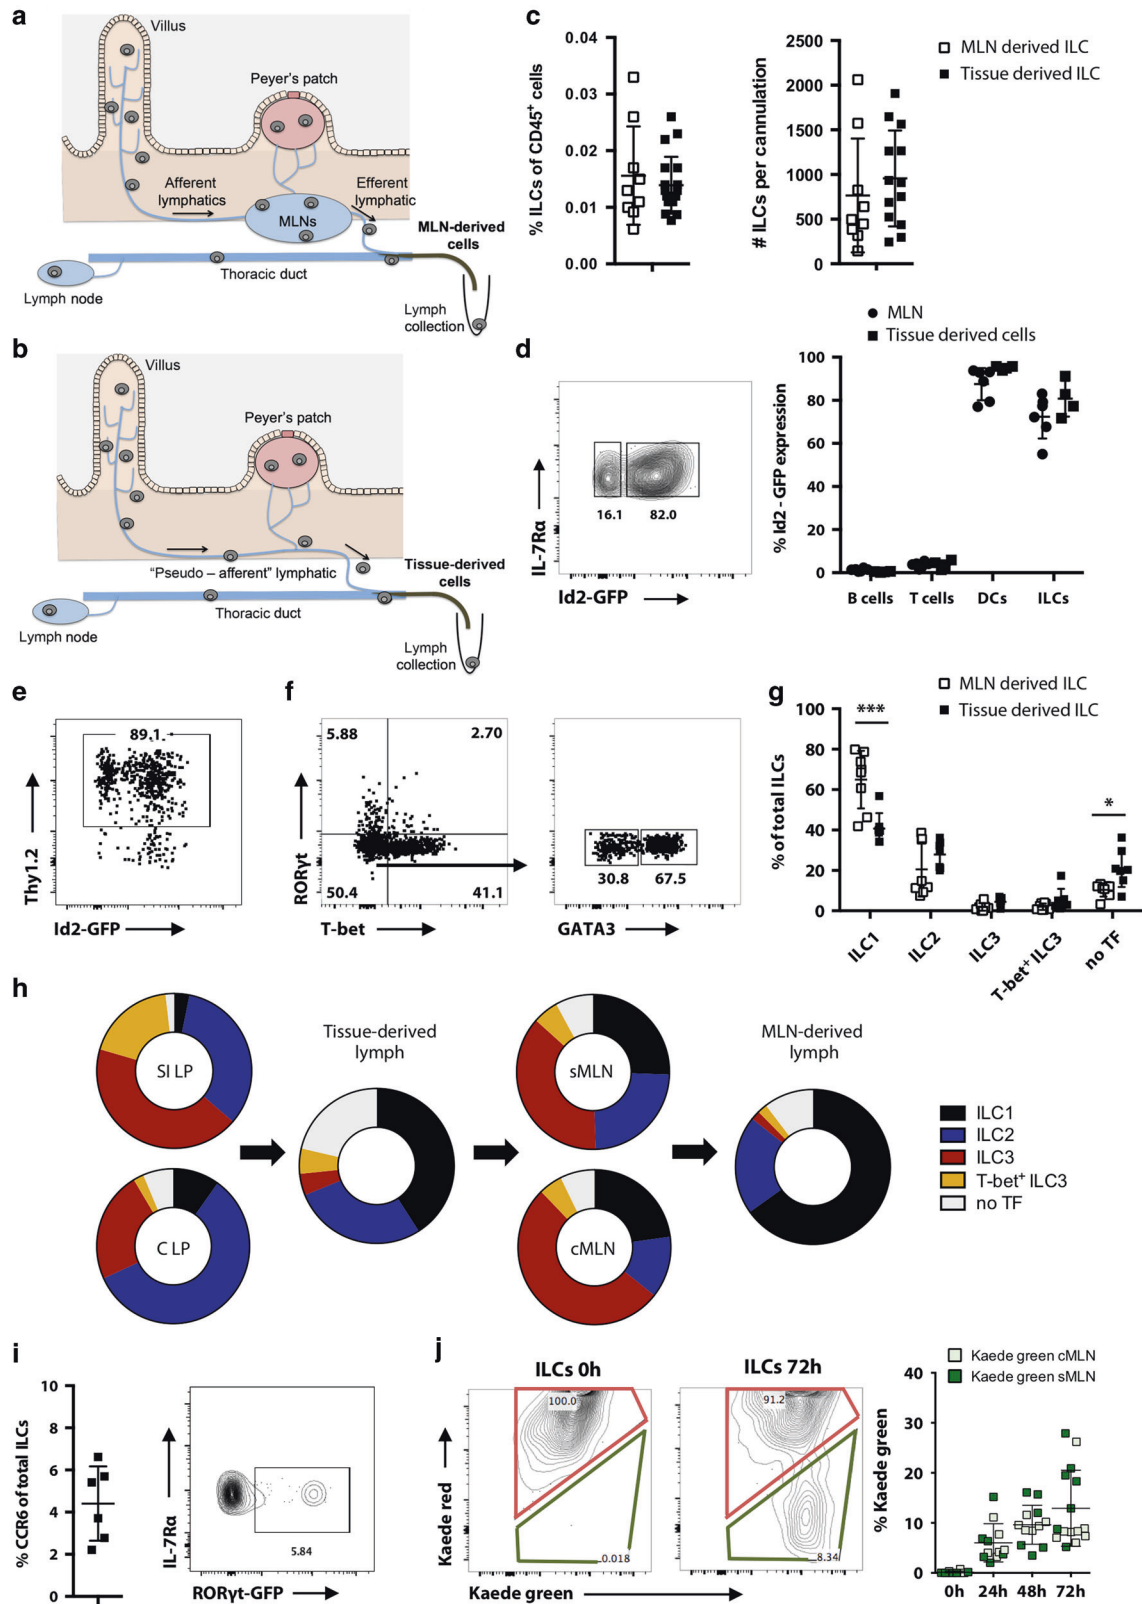 a
Villus
Peyer's patch
Afferent
lymphatics
Efferent
lymphatic
MLNs
MLN-derived
cells
Thoracic duct
Lymph node
Lymph
collection
b
Villus
Peyer's patch
"Pseudo – afferent" lymphatic
Tissue-derived
cells
Thoracic duct
Lymph node
Lymph
collection
c
% ILCs of CD45+ cells
0.04
0.03
0.02
0.01
0.00
# ILCs per cannulation
2500
2000
1500
1000
500
0
MLN derived ILC
Tissue derived ILC
d
IL-7Rα
16.1
82.0
Id2-GFP
MLN
Tissue derived cells
% Id2 - GFP expression
100
80
60
40
20
0
B cells
T cells
DCs
ILCs
e
89.1
Thy1.2
Id2-GFP
f
5.88
2.70
50.4
41.1
RORγt
T-bet
30.8
67.5
GATA3
g
MLN derived ILC
Tissue derived ILC
% of total ILCs
100
80
60
40
20
0
***
*
ILC1
ILC2
ILC3
T-bet+ ILC3
no TF
h
SI LP
C LP
Tissue-derived
lymph
sMLN
cMLN
MLN-derived
lymph
ILC1
ILC2
ILC3
T-bet+ ILC3
no TF
i
% CCR6 of total ILCs
10
8
6
4
2
0
IL-7Rα
5.84
RORγt-GFP
j
ILCs 0h
ILCs 72h
100.0
0.018
91.2
8.34
Kaede red
Kaede green
Kaede green cMLN
Kaede green sMLN
% Kaede green
40
30
20
10
0
0h
24h
48h
72h